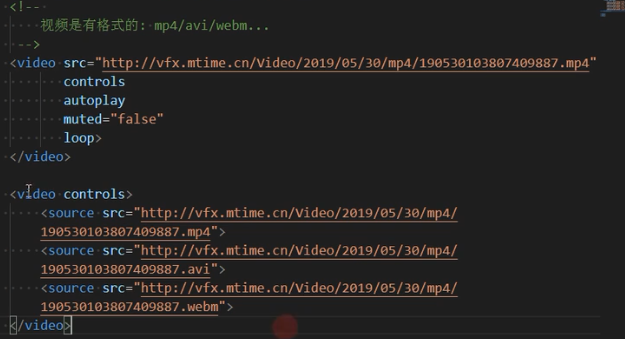 <!--
视频是有格式的: mp4/avi/webm...
-->
<video src="http://vfx.mtime.cn/Video/2019/05/30/mp4/190530103807409887.mp4"
controls
autoplay
muted="false"
loop>
</video>
<video controls>
<source src="http://vfx.mtime.cn/Video/2019/05/30/mp4/
190530103807409887.mp4">
<source src="http://vfx.mtime.cn/Video/2019/05/30/mp4/
190530103807409887.avi">
<source src="http://vfx.mtime.cn/Video/2019/05/30/mp4/
190530103807409887.webm">
</video>